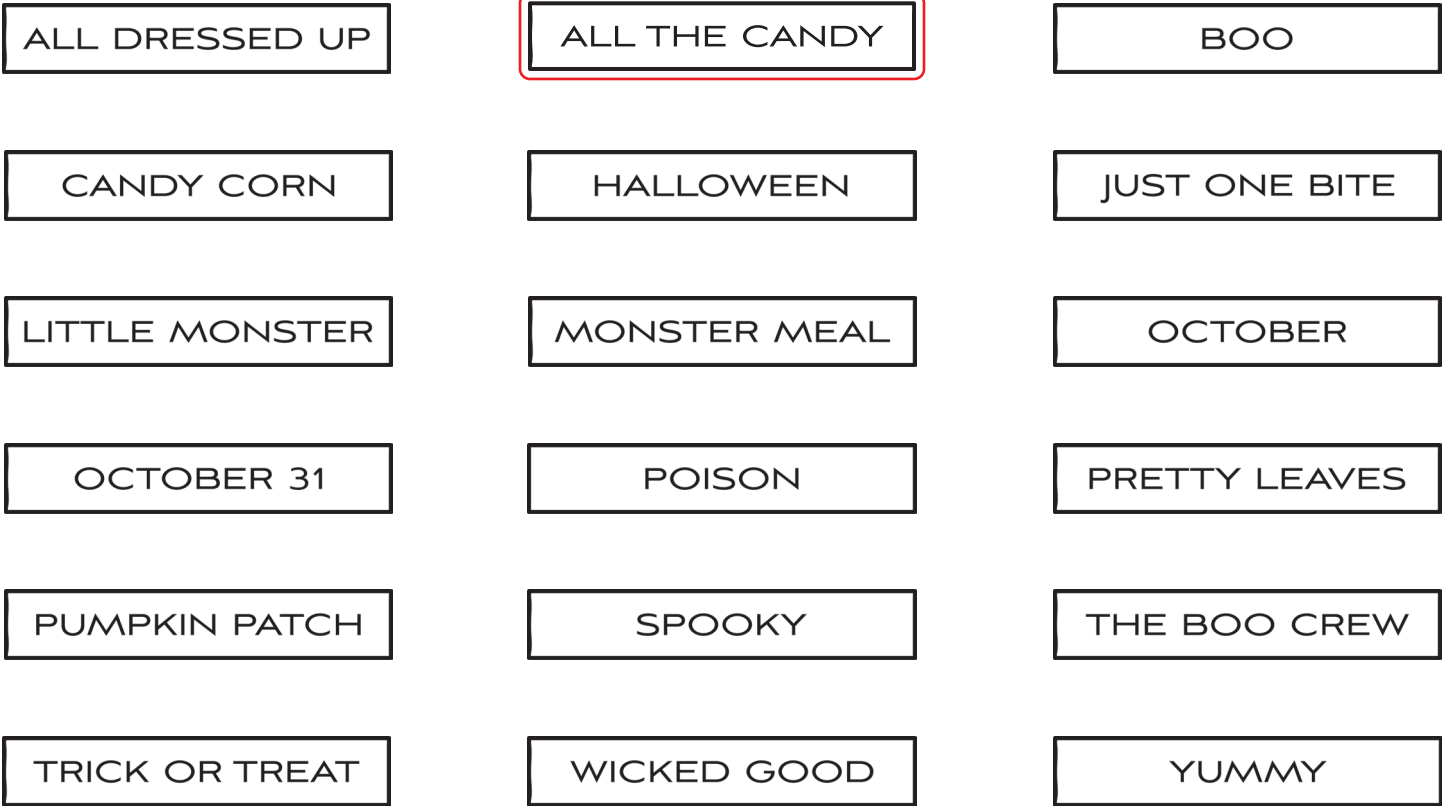 ALL DRESSED UP
ALL THE CANDY
BOO
CANDY CORN
HALLOWEEN
JUST ONE BITE
LITTLE MONSTER
MONSTER MEAL
OCTOBER
OCTOBER 31
POISON
PRETTY LEAVES
PUMPKIN PATCH
SPOOKY
THE BOO CREW
TRICK OR TREAT
WICKED GOOD
YUMMY